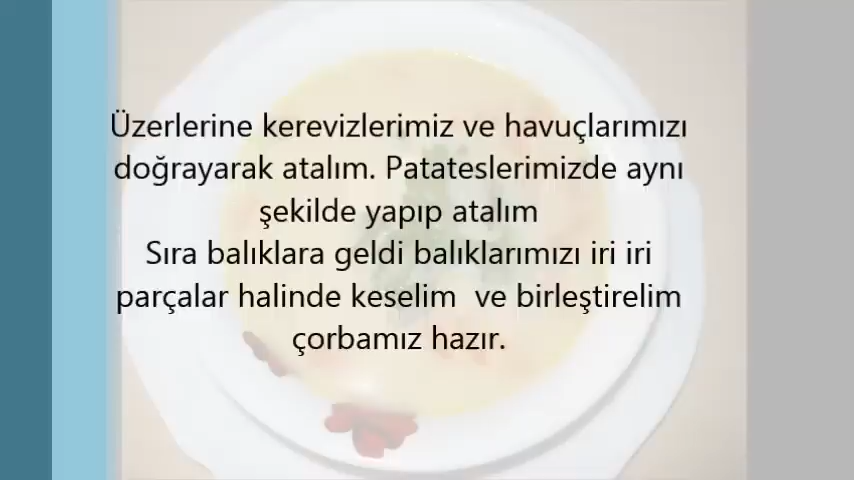 Üzerlerine kerevizlerimiz ve havuçlarımızı
doğrayarak atalım. Patateslerimizde aynı
şekilde yapıp atalım
Sıra balıklara geldi balıklarımızı iri iri
parçalar halinde keselim  ve birleştirelim
çorbamız hazır.